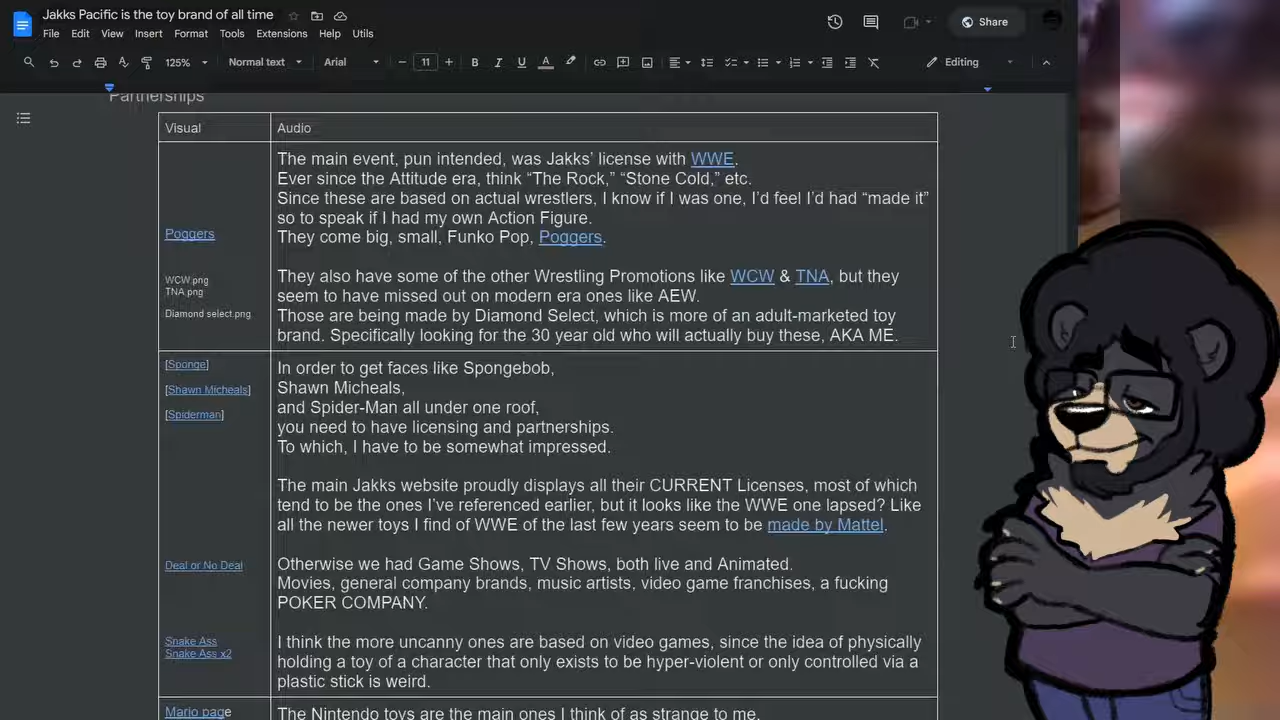 Jakks Pacific is the toy brand of all time
File Edit View Insert Format Tools Extensions Help Utils
Share
125% Normal text Arial 11 B I U A Editing
Partnerships
Visual Audio
The main event, pun intended, was Jakks’ license with WWE.
Ever since the Attitude era, think “The Rock,” “Stone Cold,” etc.
Since these are based on actual wrestlers, I know if I was one, I’d feel I’d had “made it”
so to speak if I had my own Action Figure.
Poggers
They come big, small, Funko Pop, Poggers.
WCW.png
TNA.png
Diamond select.png
They also have some of the other Wrestling Promotions like WCW & TNA, but they
seem to have missed out on modern era ones like AEW.
Those are being made by Diamond Select, which is more of an adult-marketed toy
brand. Specifically looking for the 30 year old who will actually buy these, AKA ME.
[Sponge]
[Shawn Micheals]
[Spiderman]
In order to get faces like Spongebob,
Shawn Micheals,
and Spider-Man all under one roof,
you need to have licensing and partnerships.
To which, I have to be somewhat impressed.
The main Jakks website proudly displays all their CURRENT Licenses, most of which
tend to be the ones I’ve referenced earlier, but it looks like the WWE one lapsed? Like
all the newer toys I find of WWE of the last few years seem to be made by Mattel.
Deal or No Deal
Otherwise we had Game Shows, TV Shows, both live and Animated.
Movies, general company brands, music artists, video game franchises, a fucking
POKER COMPANY.
Snake Ass
Snake Ass x2
I think the more uncanny ones are based on video games, since the idea of physically
holding a toy of a character that only exists to be hyper-violent or only controlled via a
plastic stick is weird.
Mario page
The Nintendo toys are the main ones I think of as strange to me.